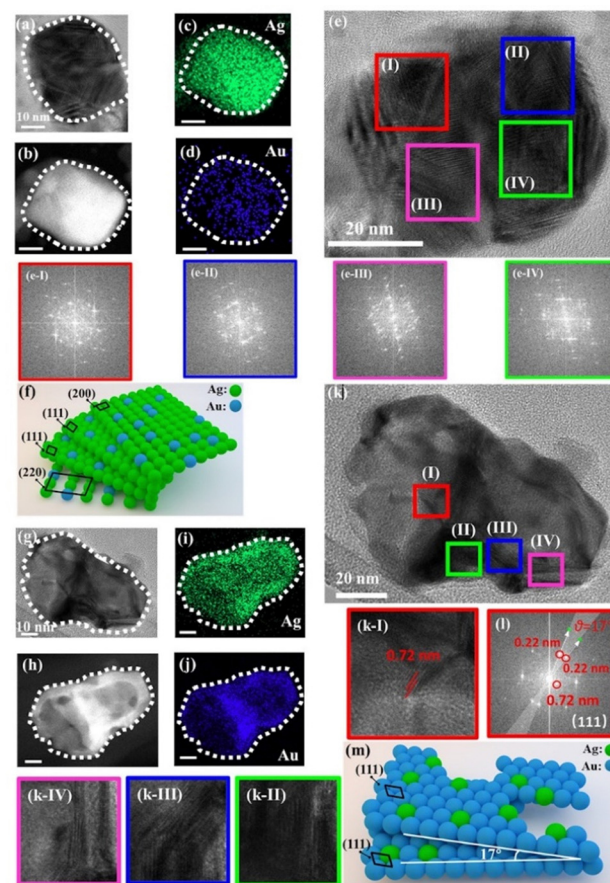 (a)
10 nm
(c)
Ag
(b)
(d)
Au
(e)
(I)
(II)
(III)
(IV)
20 nm
(e-I)
(e-II)
(e-III)
(e-IV)
(f)
Ag:
Au:
(200)
(111)
(111)
(220)
(g)
10 nm
(i)
Ag
(h)
(j)
Au
(k)
(I)
(II)
(III)
(IV)
20 nm
(k-I)
0.72 nm
(l)
0.22 nm
0.22 nm
0.72 nm
(111)
(k-IV)
(k-III)
(k-II)
(m)
Ag:
Au:
(111)
(111)
17°